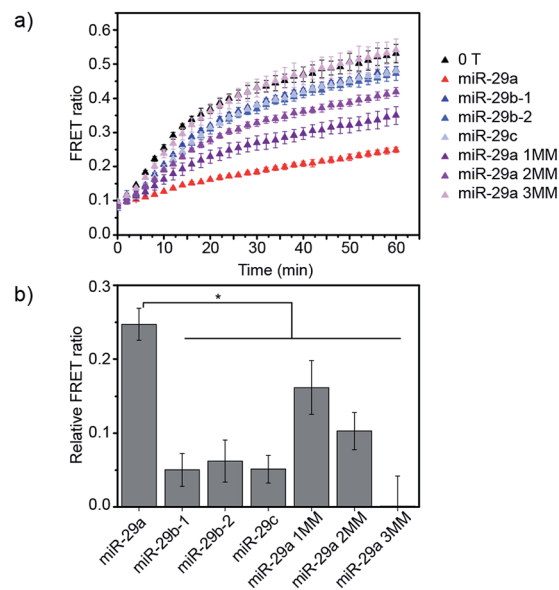 a)
FRET ratio
0.6
0.5
0.4
0.3
0.2
0.1
0.0
0 10 20 30 40 50 60
Time (min)
0 T
miR-29a
miR-29b-1
miR-29b-2
miR-29c
miR-29a 1MM
miR-29a 2MM
miR-29a 3MM
b)
Relative FRET ratio
0.3
0.2
0.1
0.0
*
miR-29a
miR-29b-1
miR-29b-2
miR-29c
miR-29a 1MM
miR-29a 2MM
miR-29a 3MM